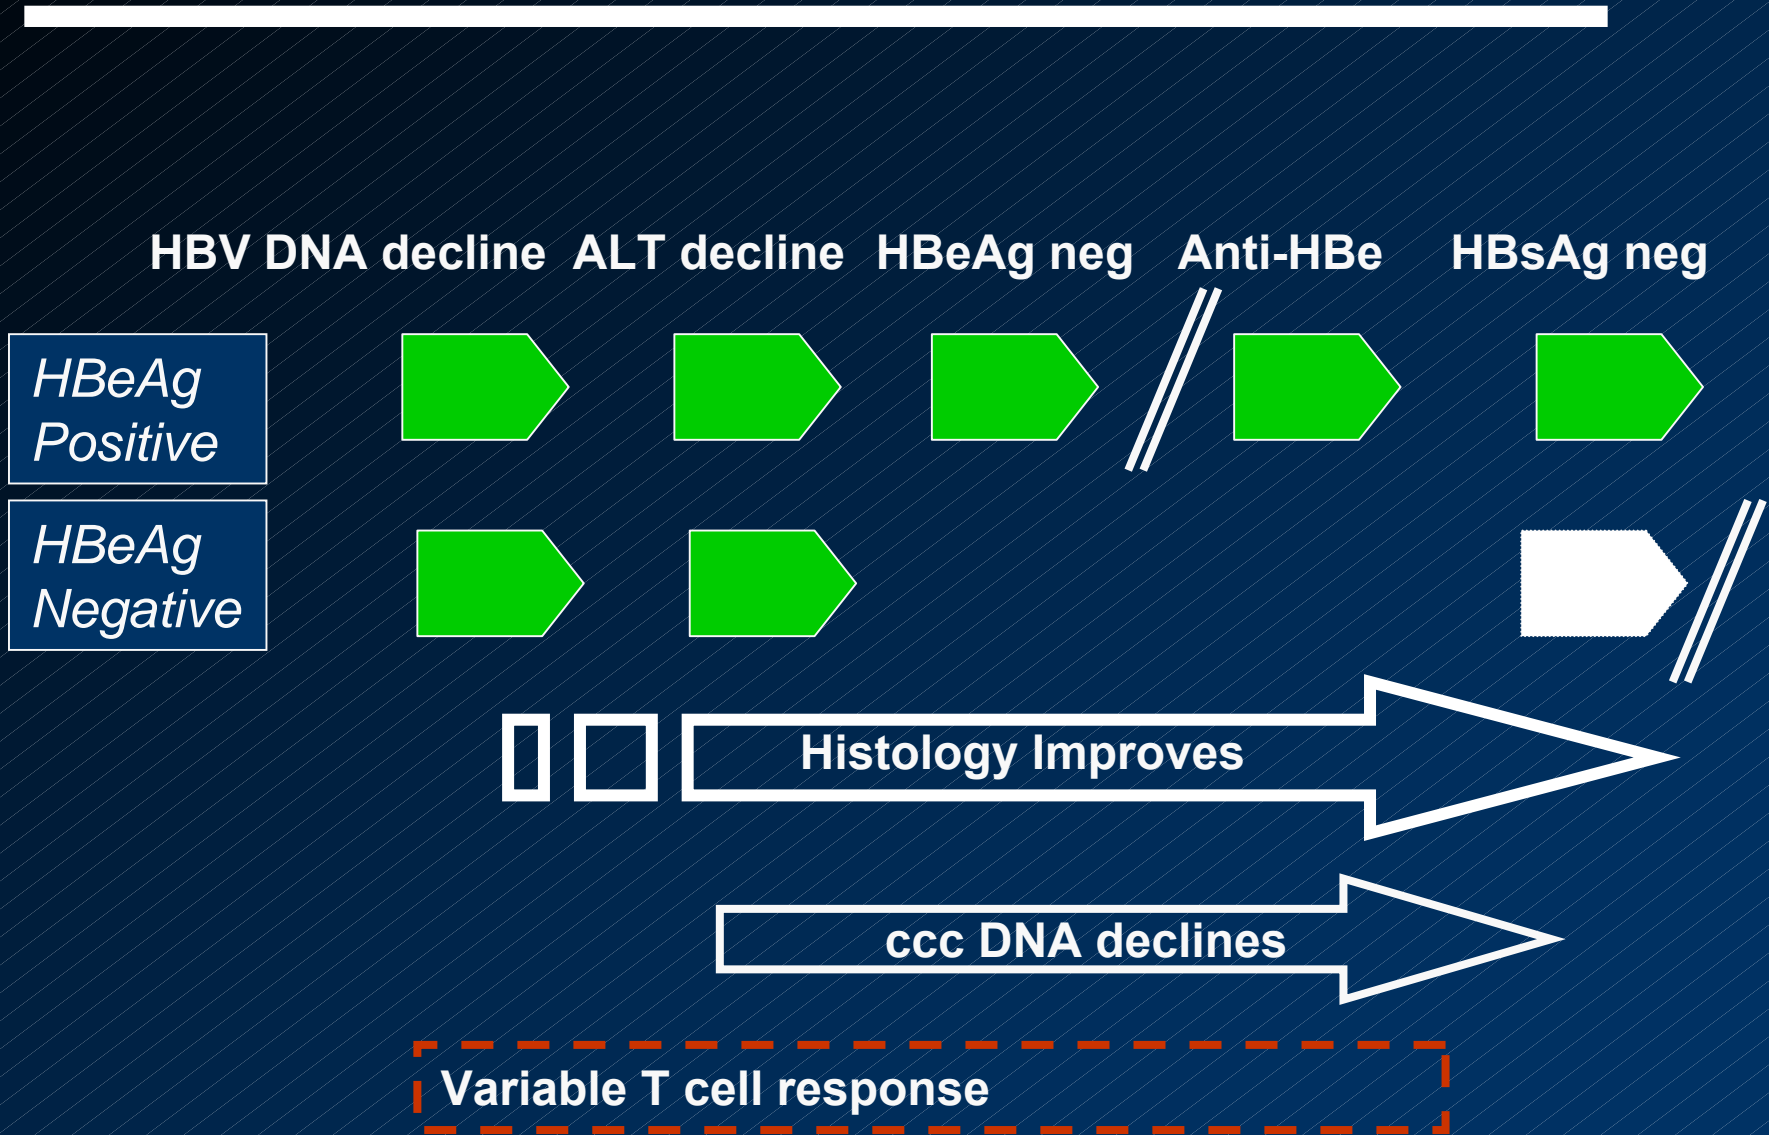 HBV DNA decline ALT decline HBeAg neg Anti-HBe HBsAg neg
HBeAg
Positive
HBeAg
Negative
Histology Improves
ccc DNA declines
Variable T cell response